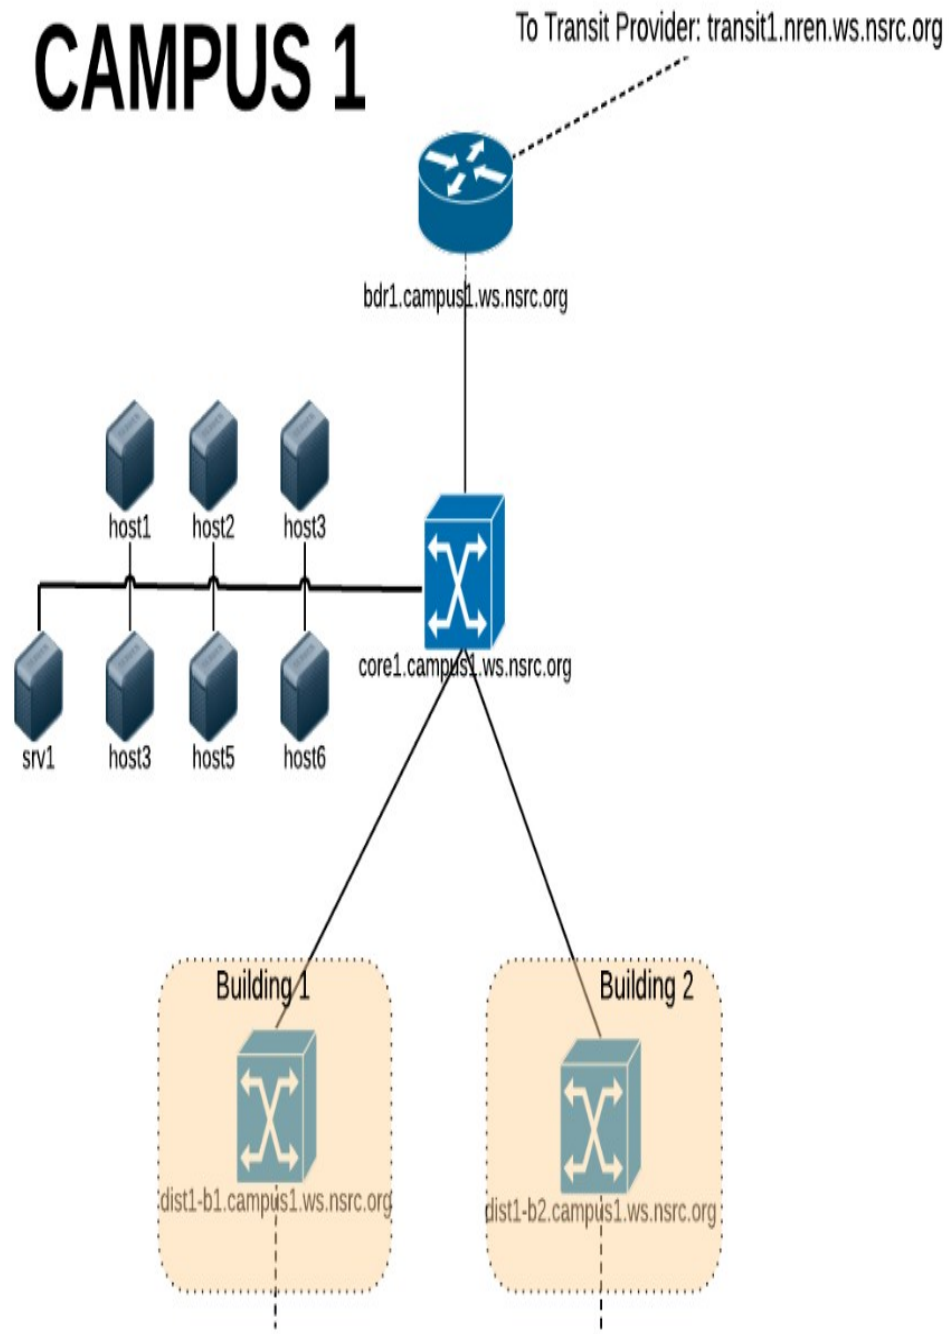 To Transit Provider: transit1.nren.ws.nsrc.org
CAMPUS 1
bdr1.campus1.ws.nsrc.org
host1
host2
host3
core1.campus1.ws.nsrc.org
srv1
host3
host5
host6
Building 1
Building 2
dist1-b1.campus1.ws.nsrc.org
dist1-b2.campus1.ws.nsrc.org